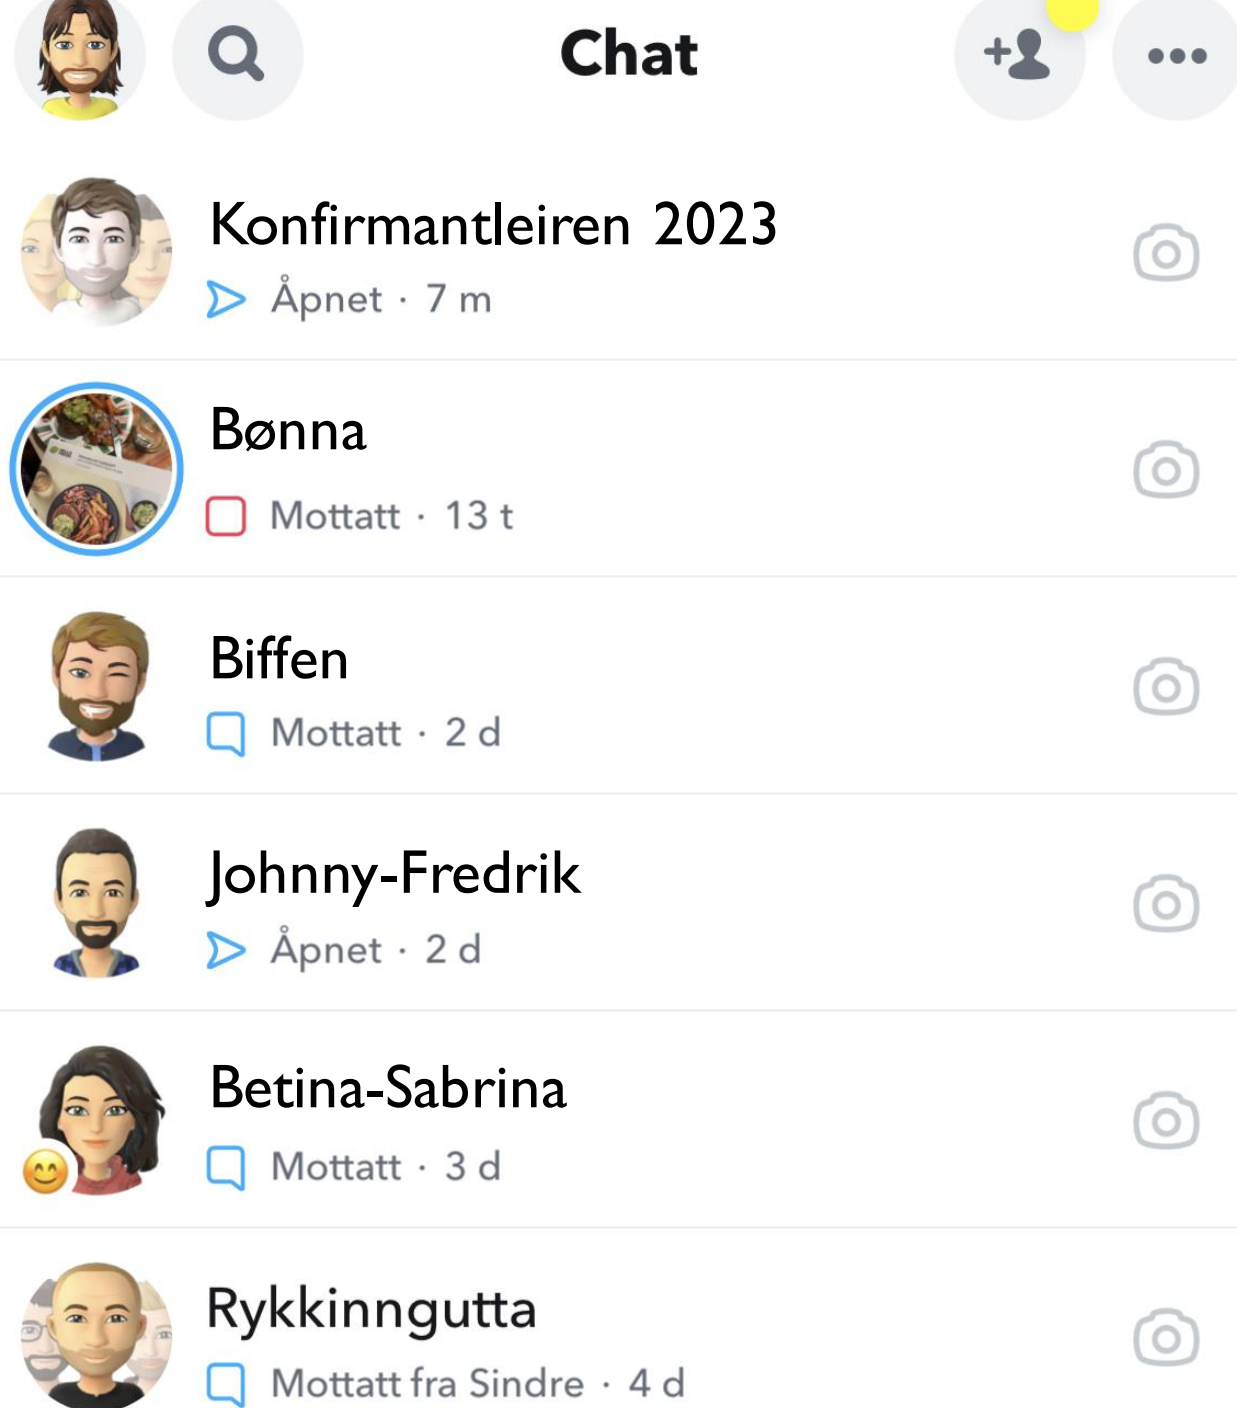 Chat
Konfirmantleiren 2023
Åpnet · 7 m
Bønna
Mottatt · 13 t
Biffen
Mottatt · 2 d
Johnny-Fredrik
Åpnet · 2 d
Betina-Sabrina
Mottatt · 3 d
Rykkinngutta
Mottatt fra Sindre · 4 d